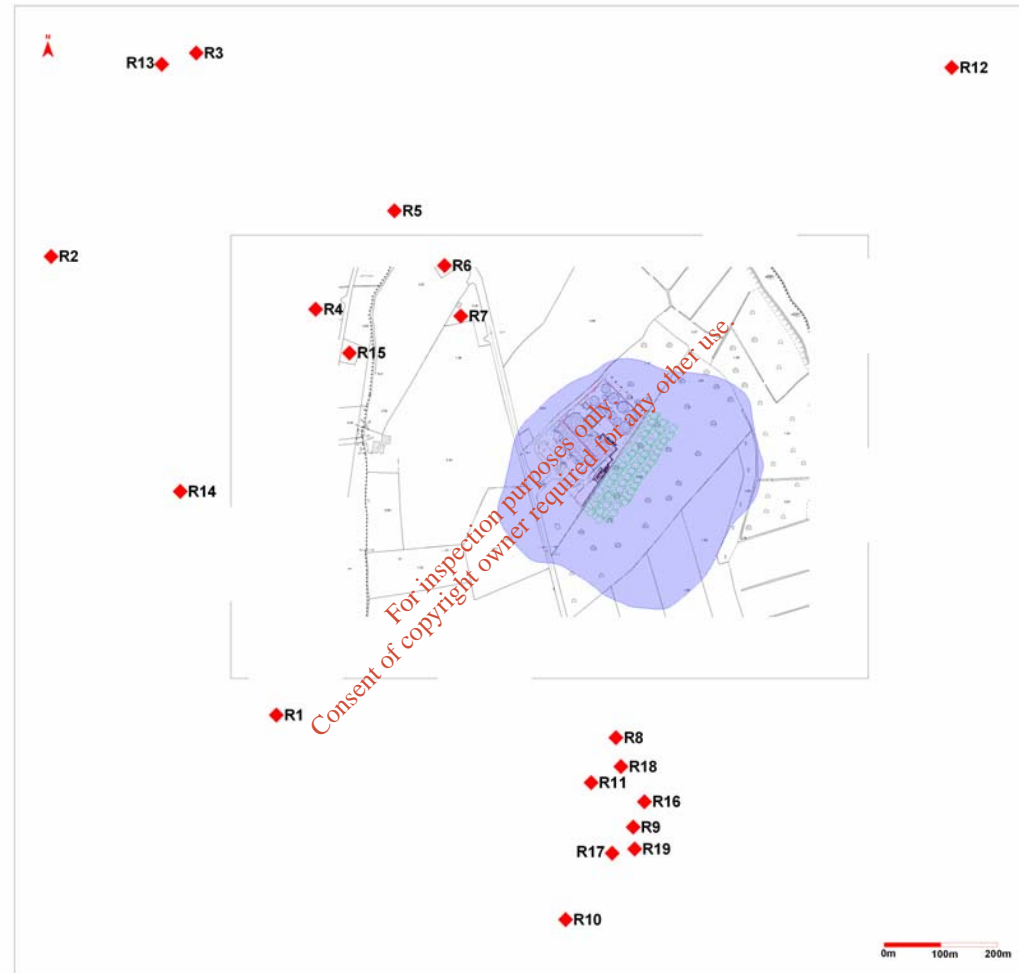 N
R3
R13
R12
R5
R2
R6
R4
R7
R15
R14
For inspection purposes only.
Consent of copyright owner required for any other use.
R1
R8
R18
R11
R16
R9
R17
R19
R10
0m 100m 200m